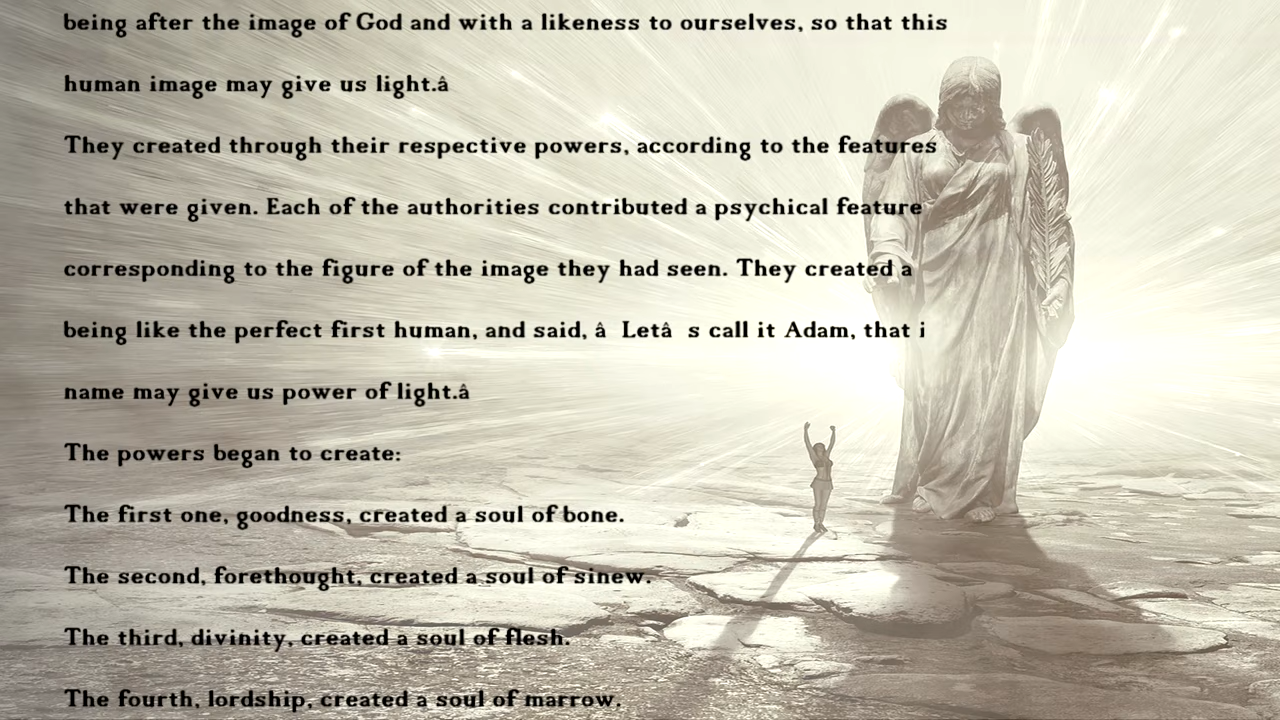 being after the image of God and with a likeness to ourselves, so that this
human image may give us light.â
They created through their respective powers, according to the features
that were given. Each of the authorities contributed a psychical feature
corresponding to the figure of the image they had seen. They created a
being like the perfect first human, and said, â  Letâ  s call it Adam, that i
name may give us power of light.â
The powers began to create:
The first one, goodness, created a soul of bone.
The second, forethought, created a soul of sinew.
The third, divinity, created a soul of flesh.
The fourth, lordship, created a soul of marrow.